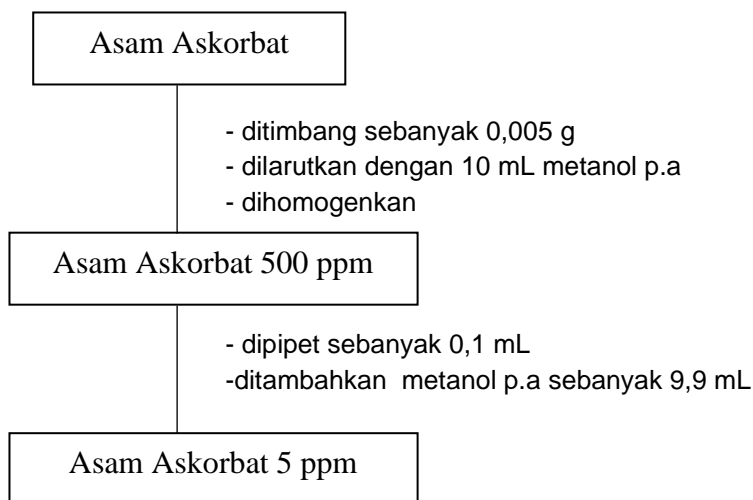 Asam Askorbat
- ditimbang sebanyak 0,005 g
- dilarutkan dengan 10 mL metanol p.a
- dihomogenkan
Asam Askorbat 500 ppm
- dipipet sebanyak 0,1 mL
-ditambahkan  metanol p.a sebanyak 9,9 mL
Asam Askorbat 5 ppm